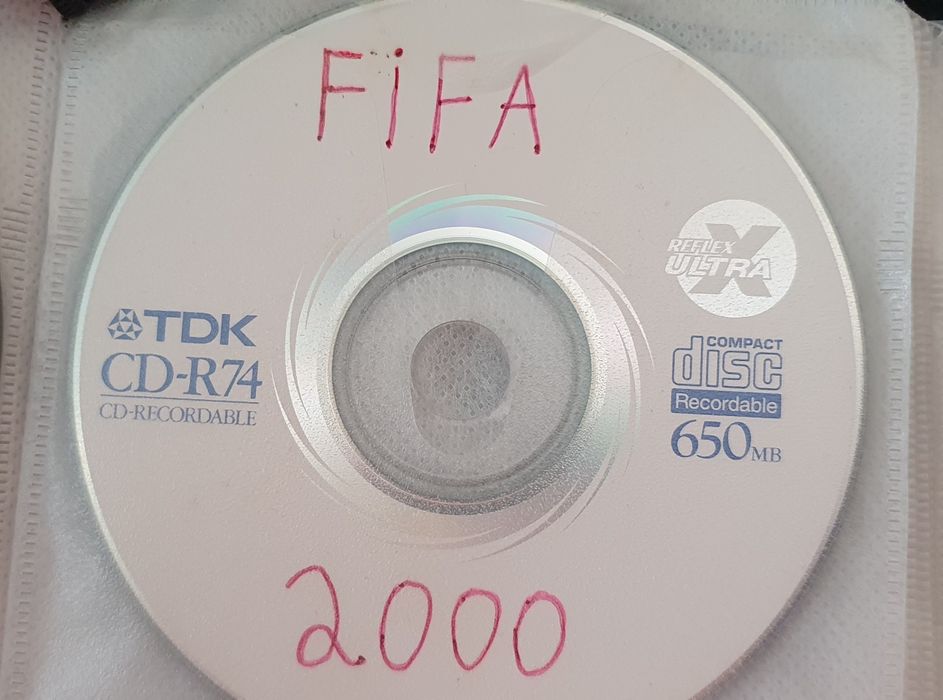 FiFA
REFLEX
ULTRA X
TDK
CD-R74
CD-RECORDABLE
COMPACT
disc
Recordable
650MB
2000